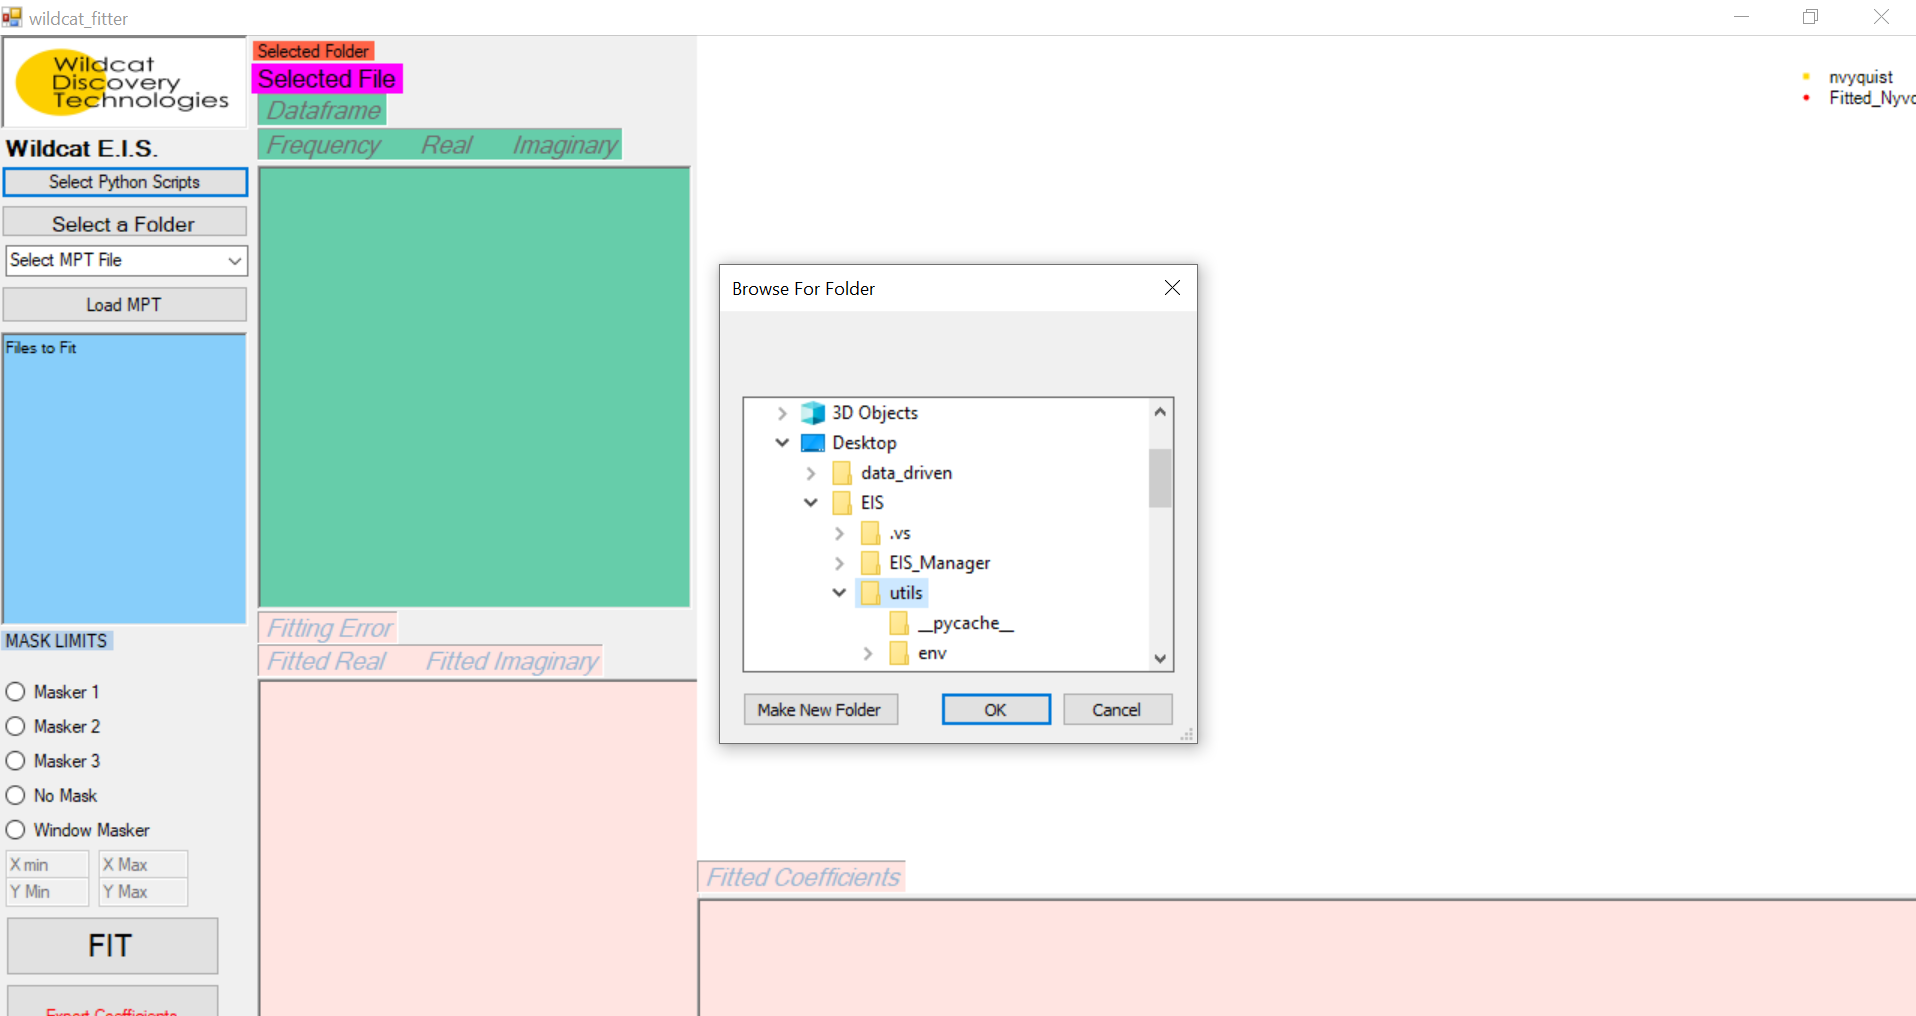 wildcat_fitter
Wildcat
Discovery
Technologies
Wildcat E.I.S.
Select Python Scripts
Select a Folder
Select MPT File
Load MPT
Files to Fit
MASK LIMITS
Masker 1
Masker 2
Masker 3
No Mask
Window Masker
X min X Max
Y Min Y Max
FIT
Export Coefficients
Selected Folder
Selected File
Dataframe
Frequency Real Imaginary
Fitting Error
Fitted Real Fitted Imaginary
Browse For Folder
3D Objects
Desktop
data_driven
EIS
.vs
EIS_Manager
utils
__pycache__
env
Make New Folder OK Cancel
nvyquist
Fitted_Nyvc
Fitted Coefficients